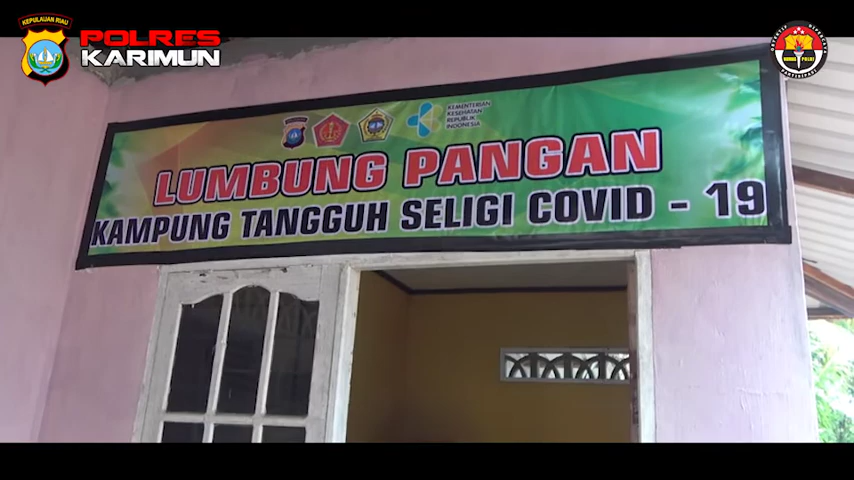 KEPULAUAN RIAU
POLRES
KARIMUN
KEMENTERIAN
KESEHATAN
REPUBLIK
INDONESIA
LUMBUNG PANGAN
KAMPUNG TANGGUH SELIGI COVID - 19